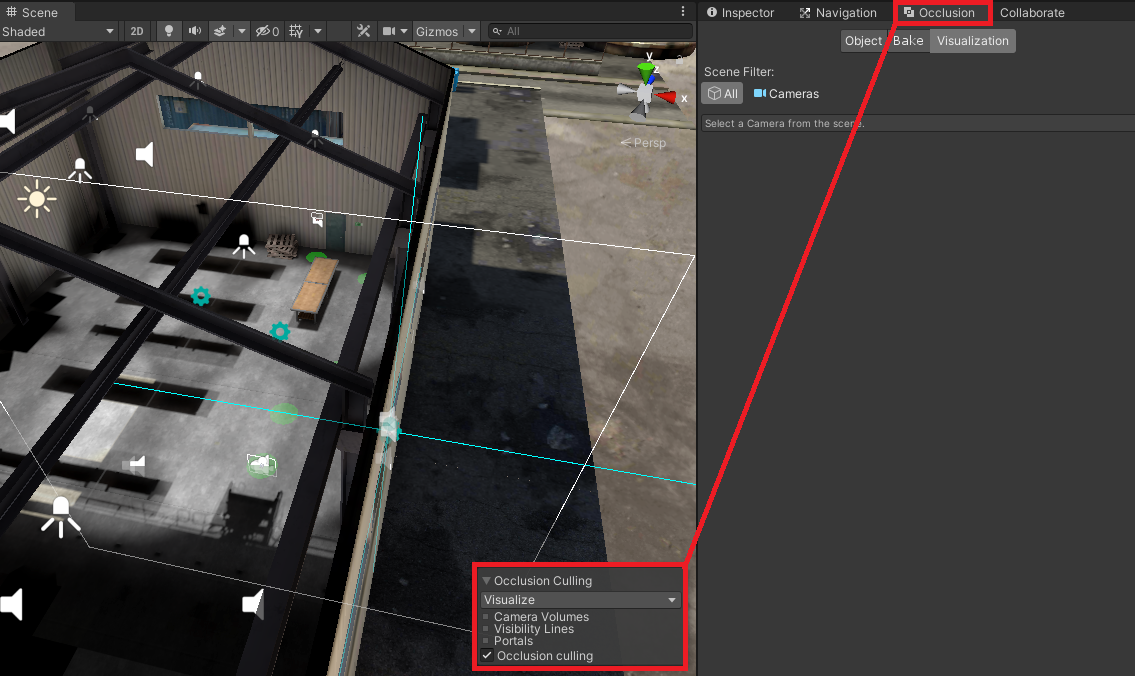 Scene
Shaded
2D
0
Gizmos
All
Y
Z
X
Persp
Occlusion Culling
Visualize
Camera Volumes
Visibility Lines
Portals
Occlusion culling
Inspector
Navigation
Occlusion
Collaborate
Object
Bake
Visualization
Scene Filter:
All
Cameras
Select a Camera from the scene.